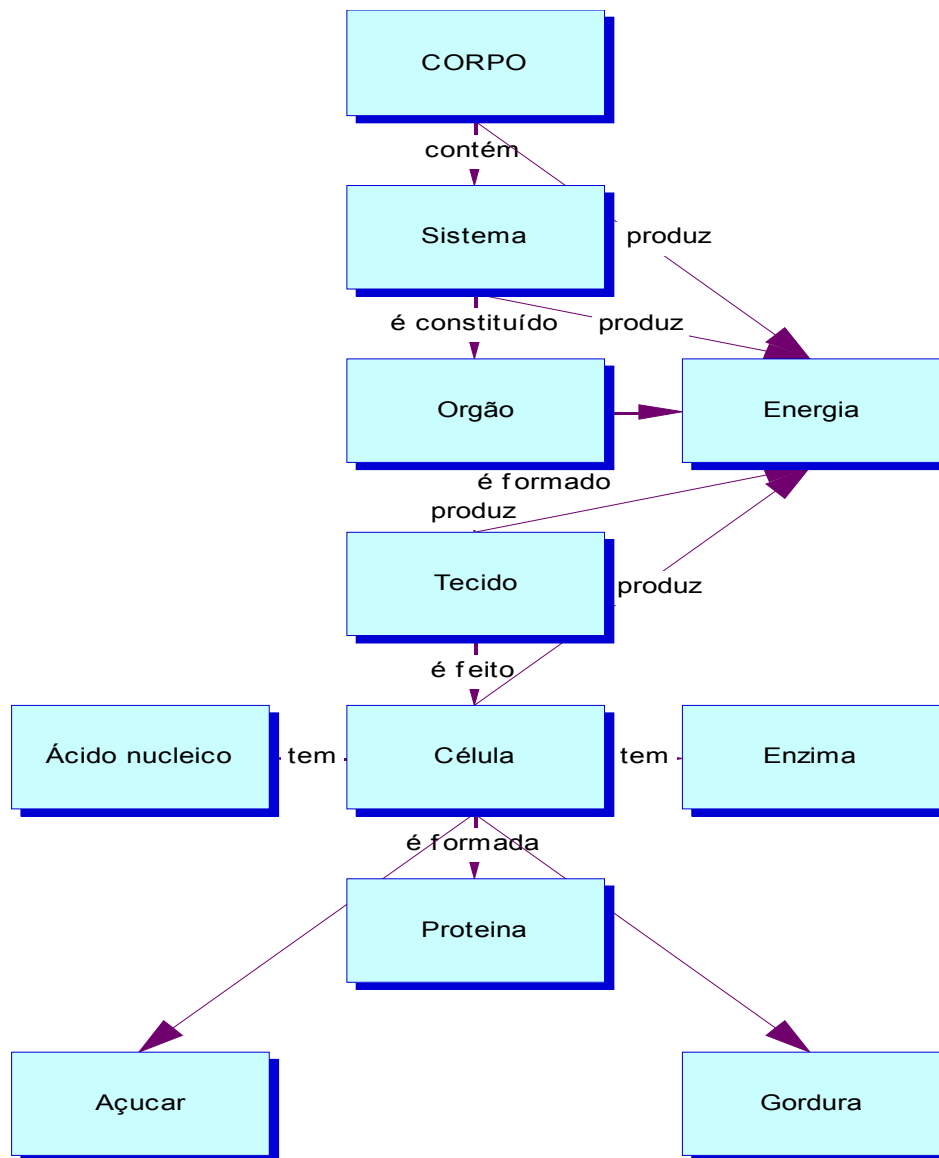 CORPO
contém
Sistema
produz
é constituído
produz
Orgão
Energia
é formado
produz
Tecido
produz
é feito
Ácido nucleico
tem
Célula
tem
Enzima
é formada
Proteina
Açucar
Gordura